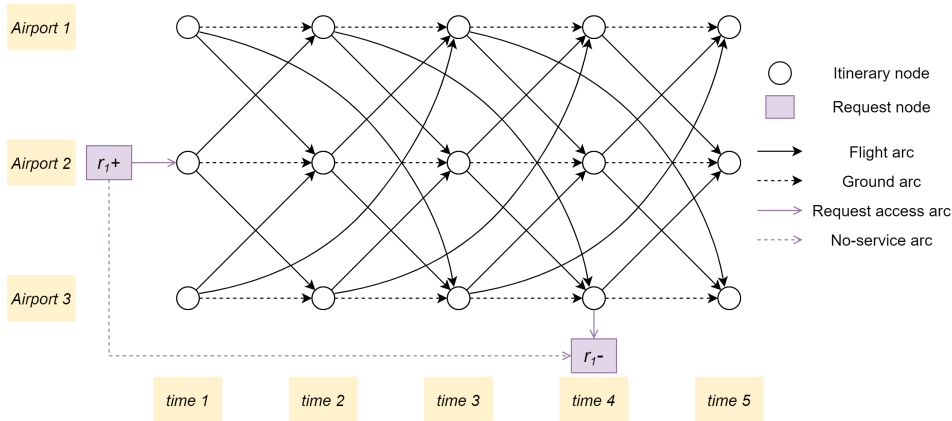 Airport 1
Airport 2
Airport 3
r₁+
r₁-
time 1
time 2
time 3
time 4
time 5
Itinerary node
Request node
Flight arc
Ground arc
Request access arc
No-service arc